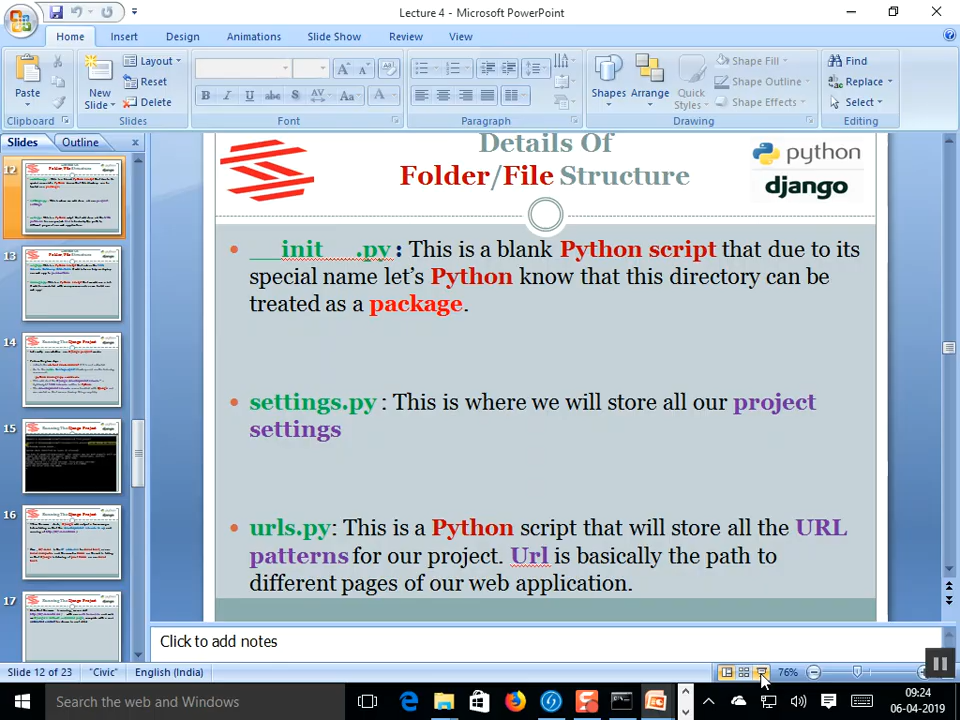 Lecture 4 - Microsoft PowerPoint
Home Insert Design Animations Slide Show Review View
Paste
New Slide
Layout
Reset
Delete
Shapes
Arrange
Quick Styles
Shape Fill
Shape Outline
Shape Effects
Find
Replace
Select
Clipboard Slides Font Paragraph Drawing Editing
Slides Outline
12
13
14
15
16
17
Details Of
Folder/File Structure
python
django
__init__.py : This is a blank Python script that due to its
special name let's Python know that this directory can be
treated as a package.
settings.py : This is where we will store all our project
settings
urls.py: This is a Python script that will store all the URL
patterns for our project. Url is basically the path to
different pages of our web application.
Click to add notes
Slide 12 of 23 "Civic" English (India) 76%
Search the web and Windows
09:24
06-04-2019